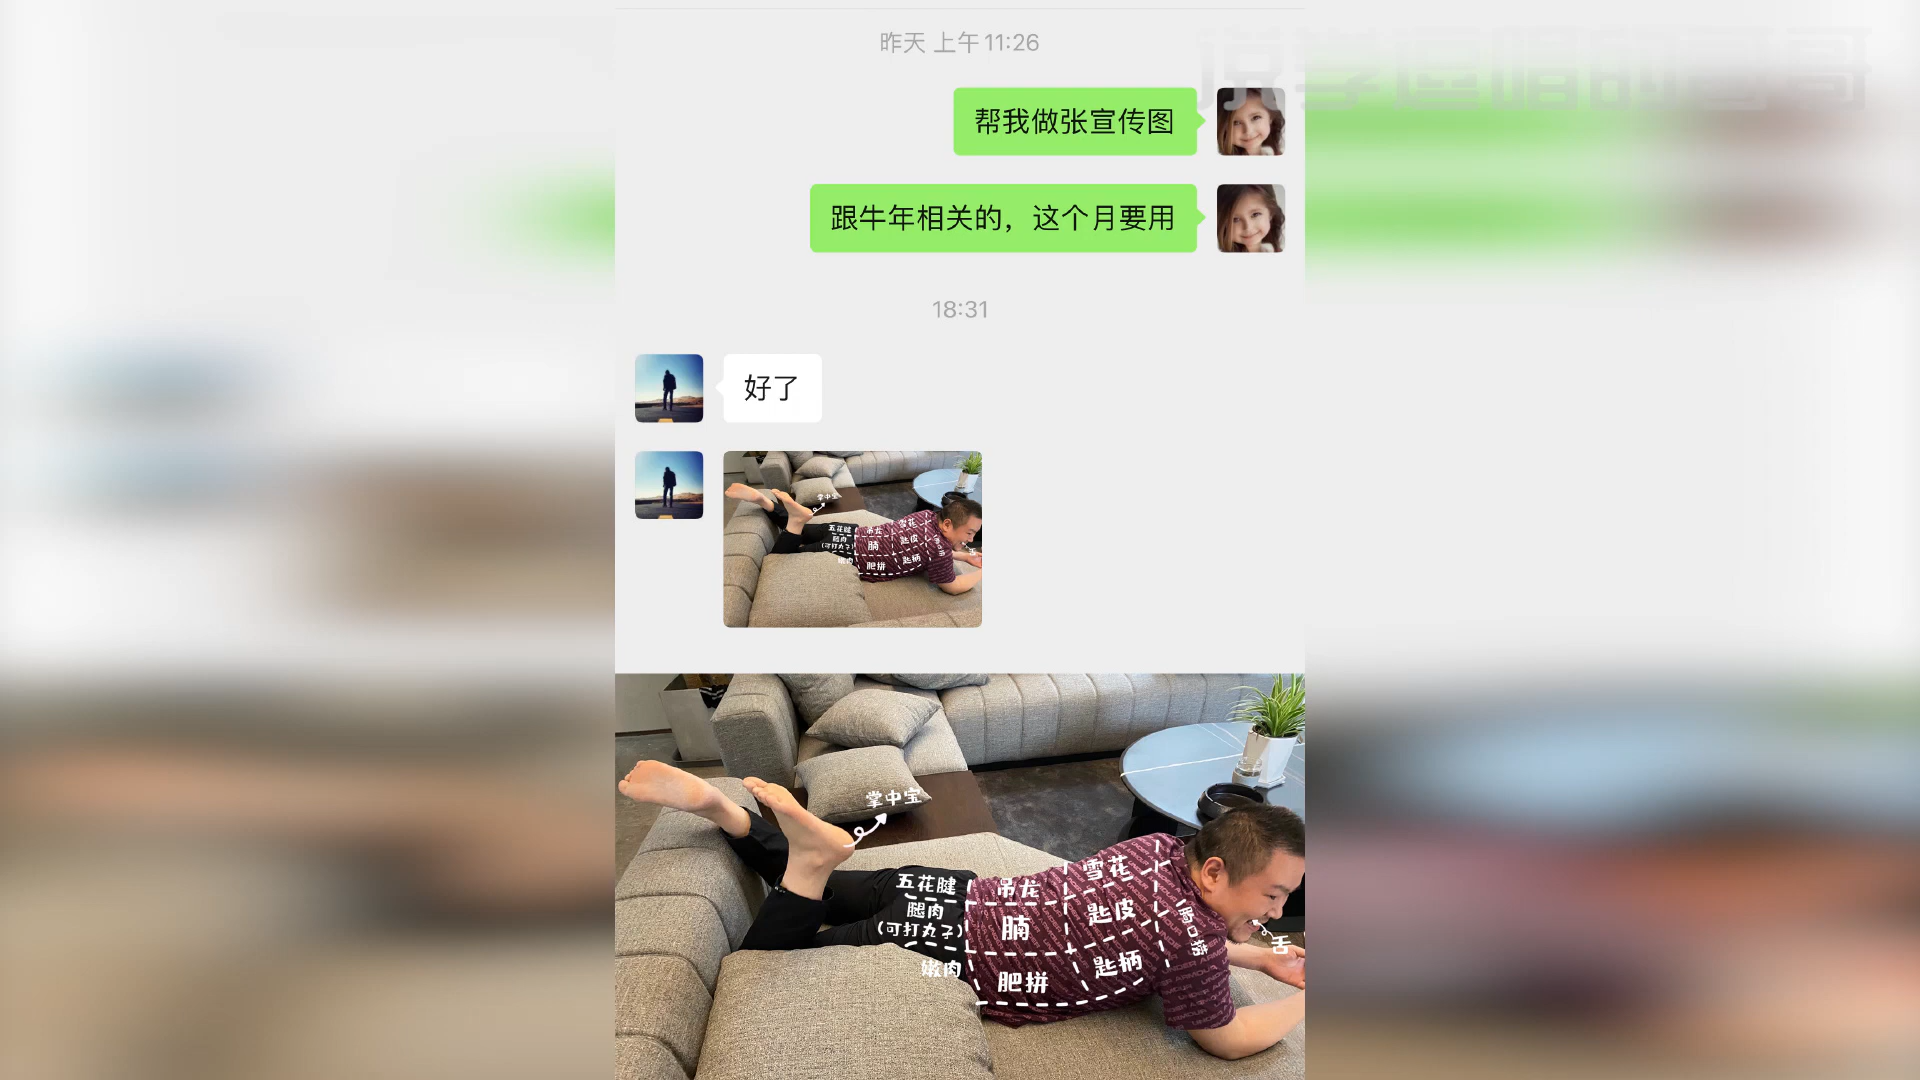 昨天 上午11:26
帮我做张宣传图
跟牛年相关的，这个月要用
18:31
好了
掌中宝
五花腱
腿肉
(可打丸子)
嫩肉
吊龙
腩
肥拼
雪花
匙皮
匙柄
舌